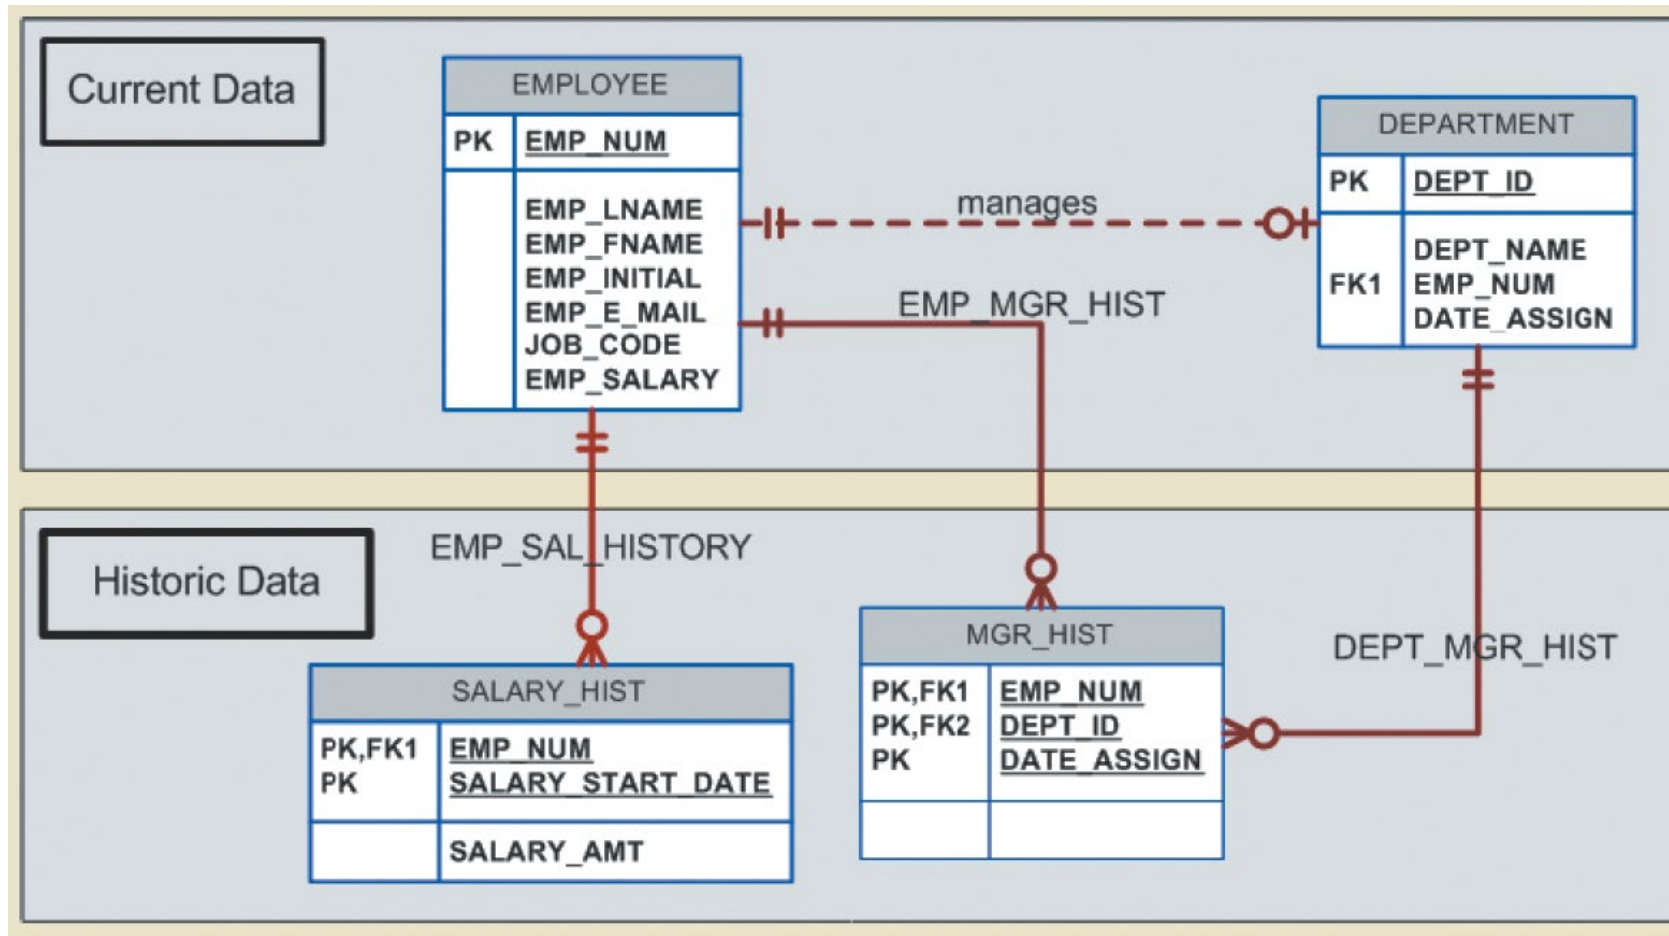 Current Data
EMPLOYEE
PK EMP_NUM
EMP_LNAME
EMP_FNAME
EMP_INITIAL
EMP_E_MAIL
JOB_CODE
EMP_SALARY
manages
EMP_MGR_HIST
DEPARTMENT
PK DEPT_ID
DEPT_NAME
FK1 EMP_NUM
DATE_ASSIGN
Historic Data
EMP_SAL_HISTORY
SALARY_HIST
PK,FK1 EMP_NUM
PK SALARY_START_DATE
SALARY_AMT
MGR_HIST
PK,FK1 EMP_NUM
PK,FK2 DEPT_ID
PK DATE_ASSIGN
DEPT_MGR_HIST